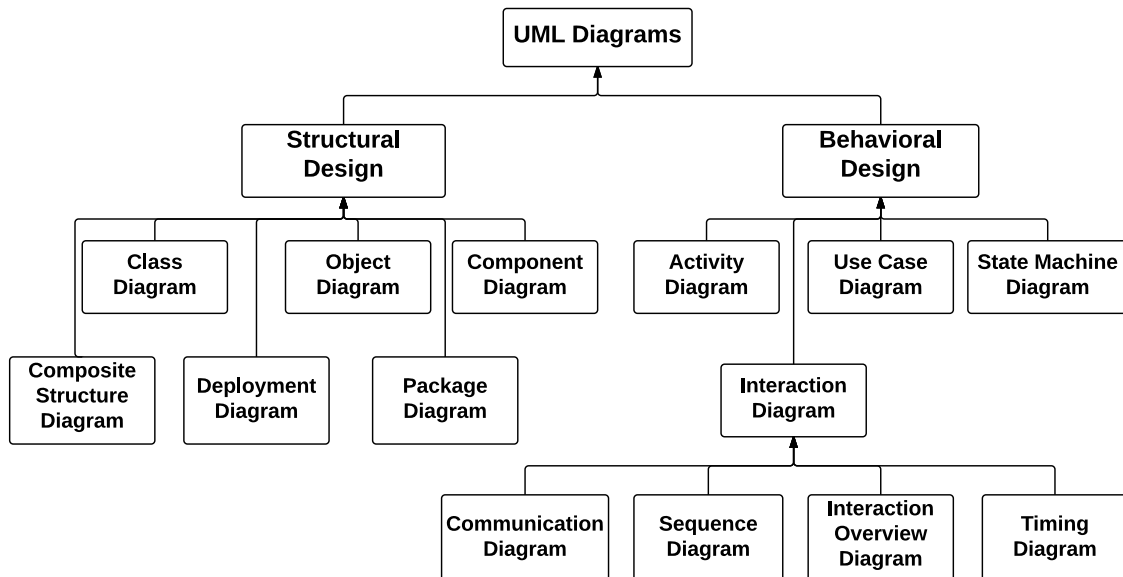 UML Diagrams
Structural
Design
Behavioral
Design
Class
Diagram
Object
Diagram
Component
Diagram
Activity
Diagram
Use Case
Diagram
State Machine
Diagram
Composite
Structure
Diagram
Deployment
Diagram
Package
Diagram
Interaction
Diagram
Communication
Diagram
Sequence
Diagram
Interaction
Overview
Diagram
Timing
Diagram